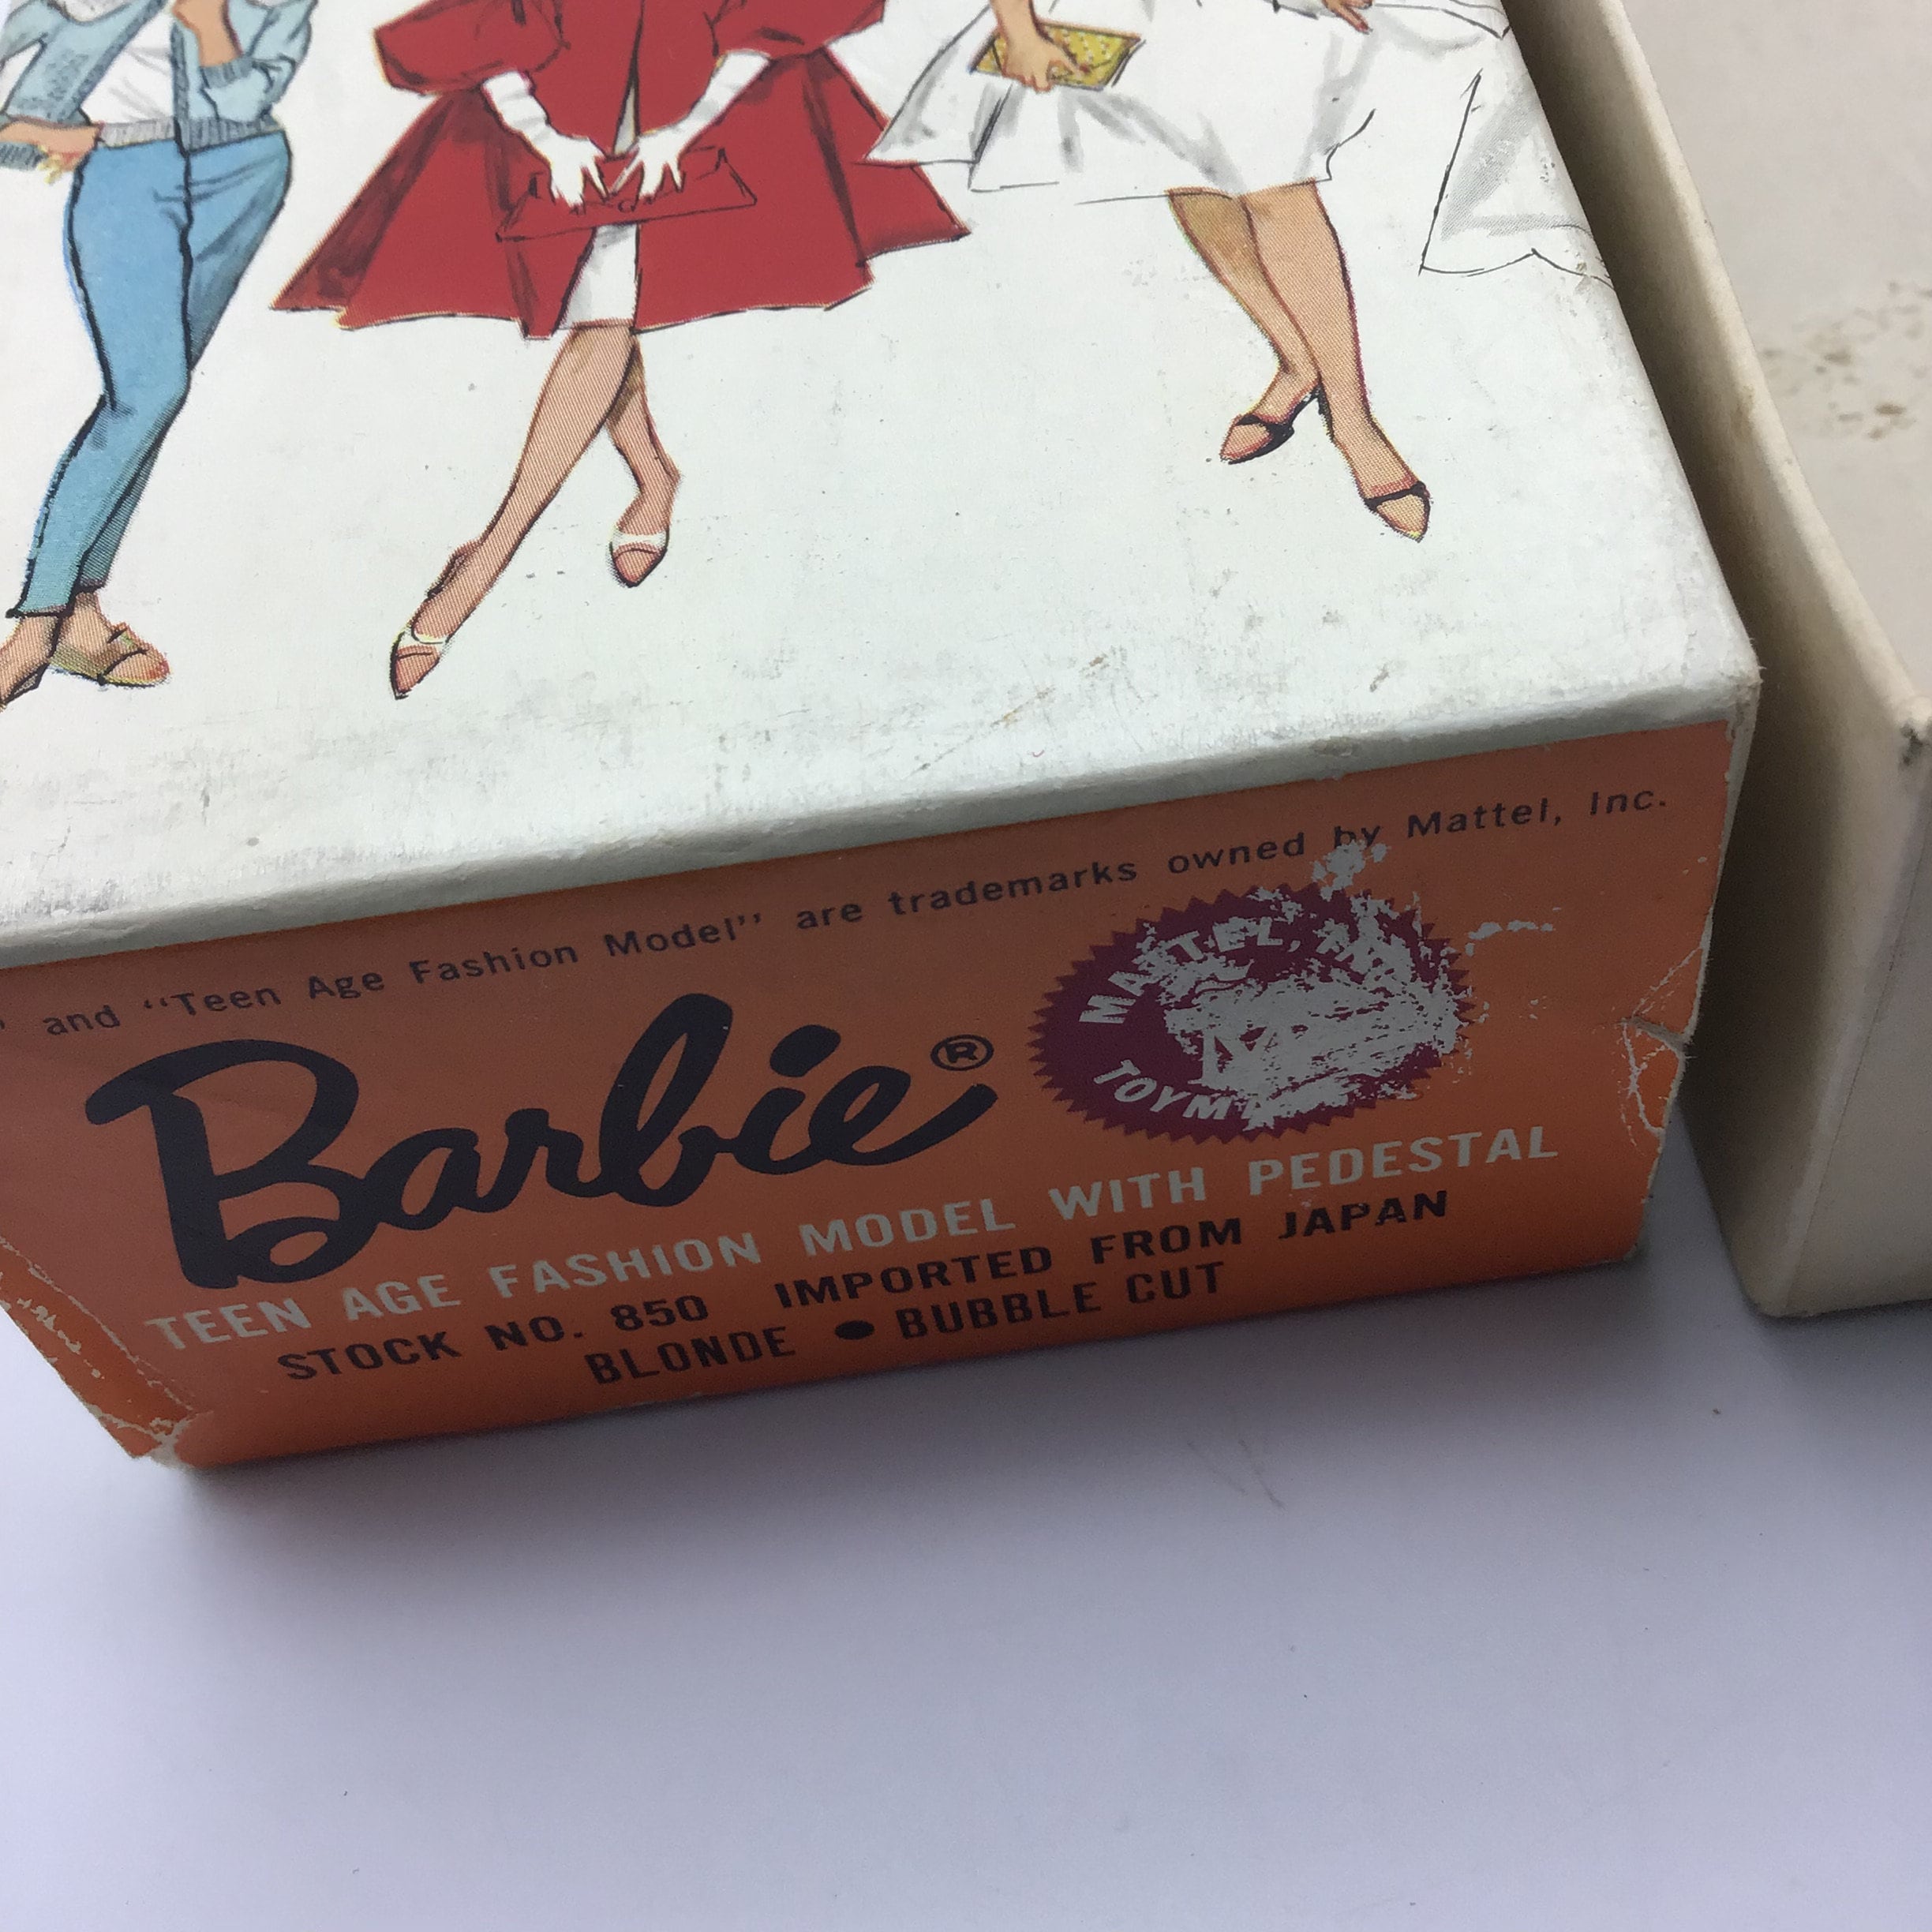 and “Teen Age Fashion Model” are trademarks owned by Mattel, Inc.
Barbie®
MATTEL, INC.
TEEN AGE FASHION MODEL WITH PEDESTAL
STOCK NO. 850 IMPORTED FROM JAPAN
BLONDE ● BUBBLE CUT